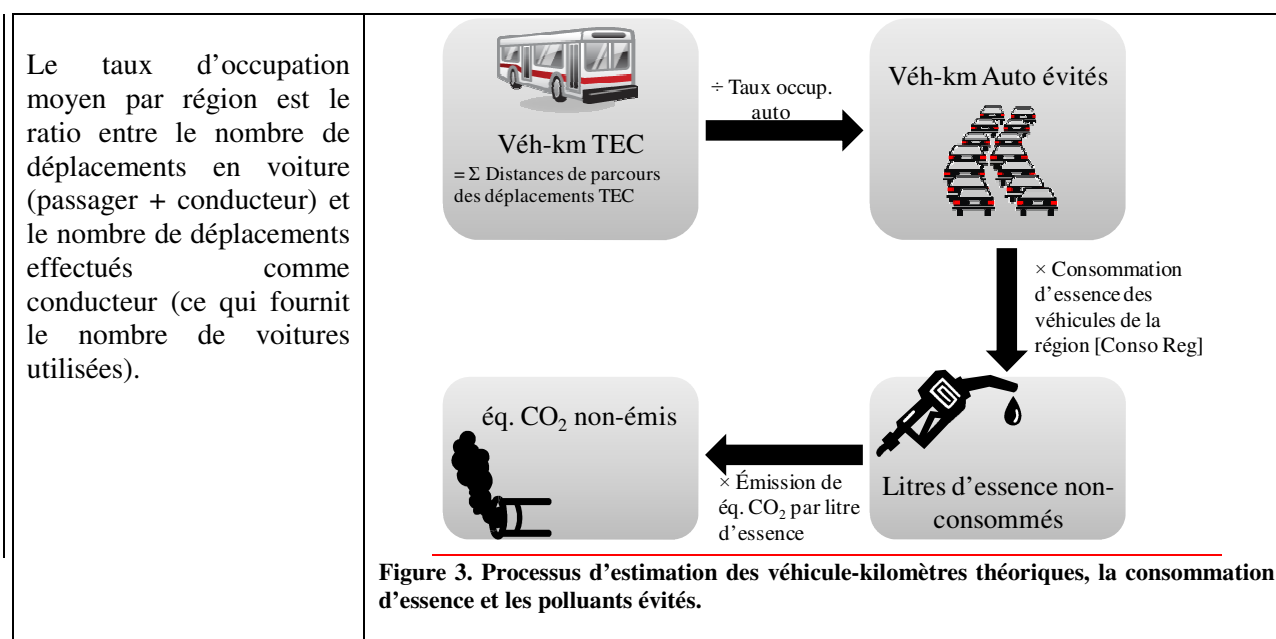 Le taux d’occupation
moyen par région est le
ratio entre le nombre de
déplacements en voiture
(passager + conducteur) et
le nombre de déplacements
effectués comme
conducteur (ce qui fournit
le nombre de voitures
utilisées).
Véh-km TEC
= Σ Distances de parcours
des déplacements TEC
÷ Taux occup.
auto
Véh-km Auto évités
× Consommation
d’essence des
véhicules de la
région [Conso Reg]
Litres d’essence non-
consommés
× Émission de
éq. CO₂ par litre
d’essence
éq. CO₂ non-émis
Figure 3. Processus d’estimation des véhicule-kilomètres théoriques, la consommation
d’essence et les polluants évités.